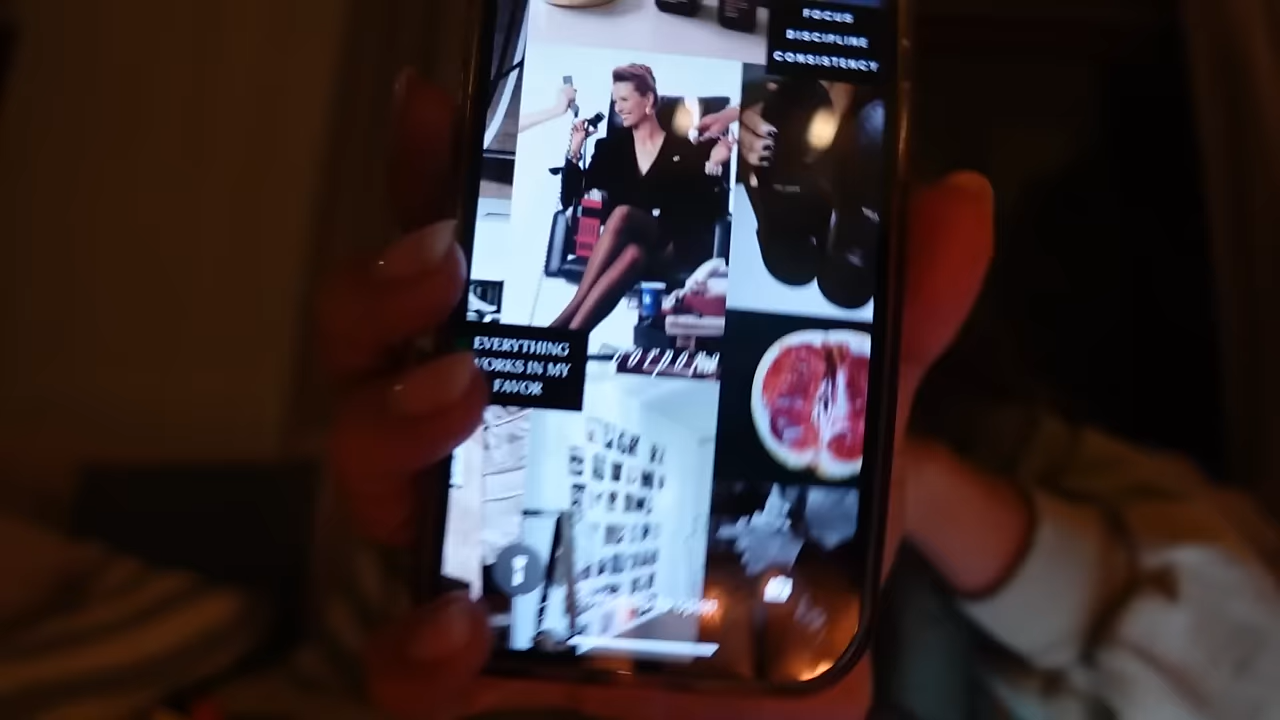 FOCUS
DISCIPLINE
CONSISTENCY
EVERYTHING
WORKS IN MY
FAVOR